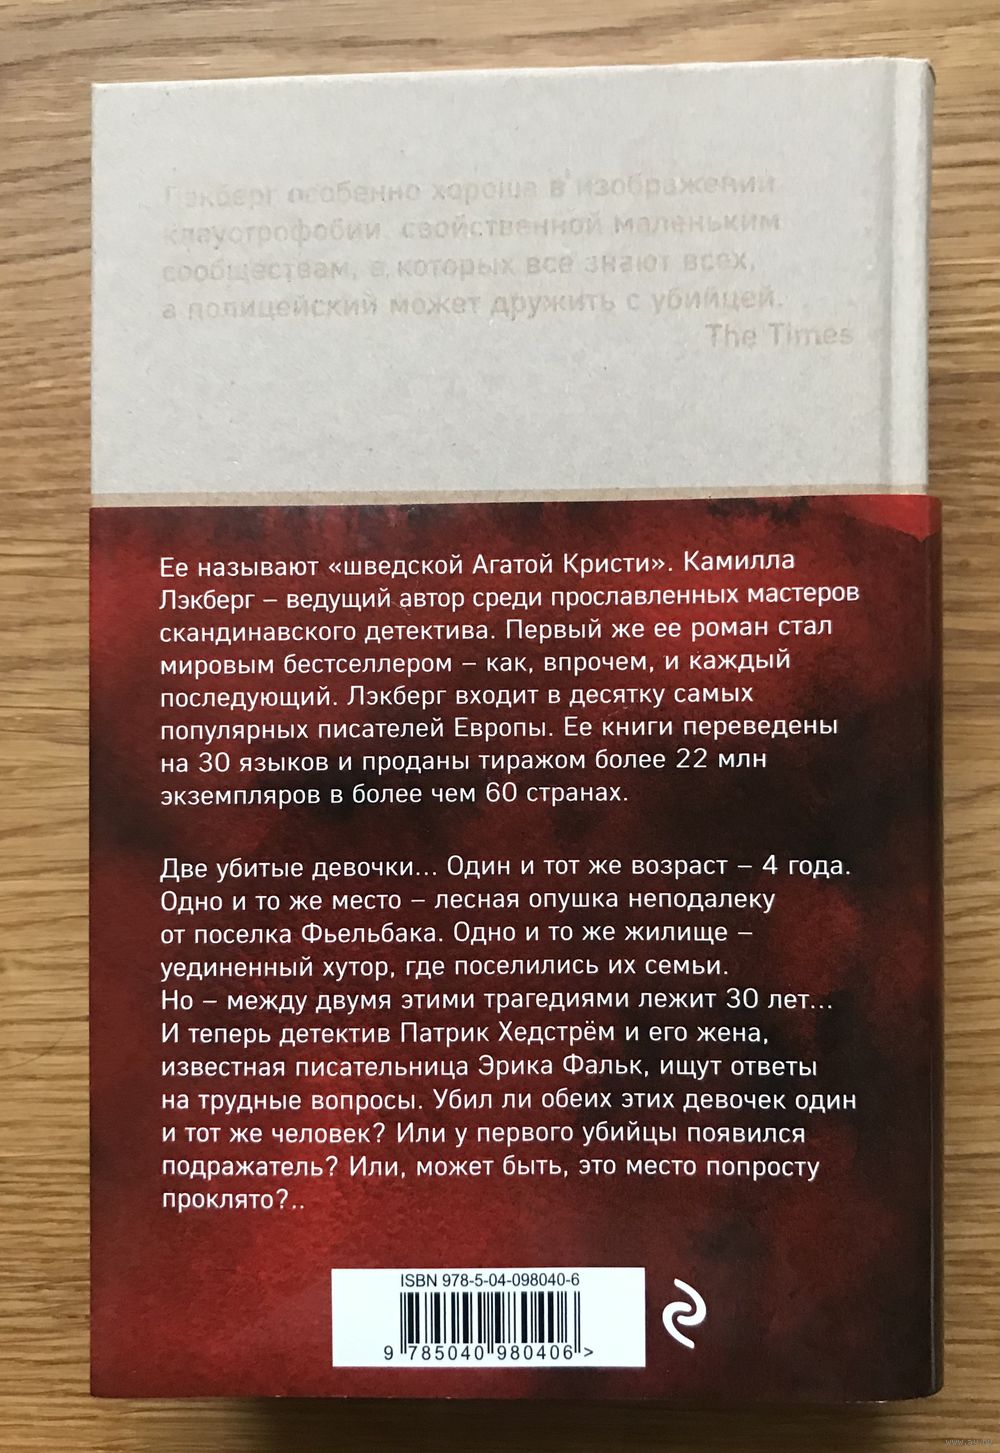 Лэкберг особенно хороша в изображении
клаустрофобии, свойственной маленьким
сообществам, в которых все знают всех,
а полицейский может дружить с убийцей.
The Times
Ее называют «шведской Агатой Кристи». Камилла
Лэкберг – ведущий автор среди прославленных мастеров
скандинавского детектива. Первый же ее роман стал
мировым бестселлером – как, впрочем, и каждый
последующий. Лэкберг входит в десятку самых
популярных писателей Европы. Ее книги переведены
на 30 языков и проданы тиражом более 22 млн
экземпляров в более чем 60 странах.
Две убитые девочки... Один и тот же возраст – 4 года.
Одно и то же место – лесная опушка неподалеку
от поселка Фьельбака. Одно и то же жилище –
уединенный хутор, где поселились их семьи.
Но – между двумя этими трагедиями лежит 30 лет...
И теперь детектив Патрик Хедстрём и его жена,
известная писательница Эрика Фальк, ищут ответы
на трудные вопросы. Убил ли обеих этих девочек один
и тот же человек? Или у первого убийцы появился
подражатель? Или, может быть, это место попросту
проклято?..
ISBN 978-5-04-098040-6
9 785040 980406 >